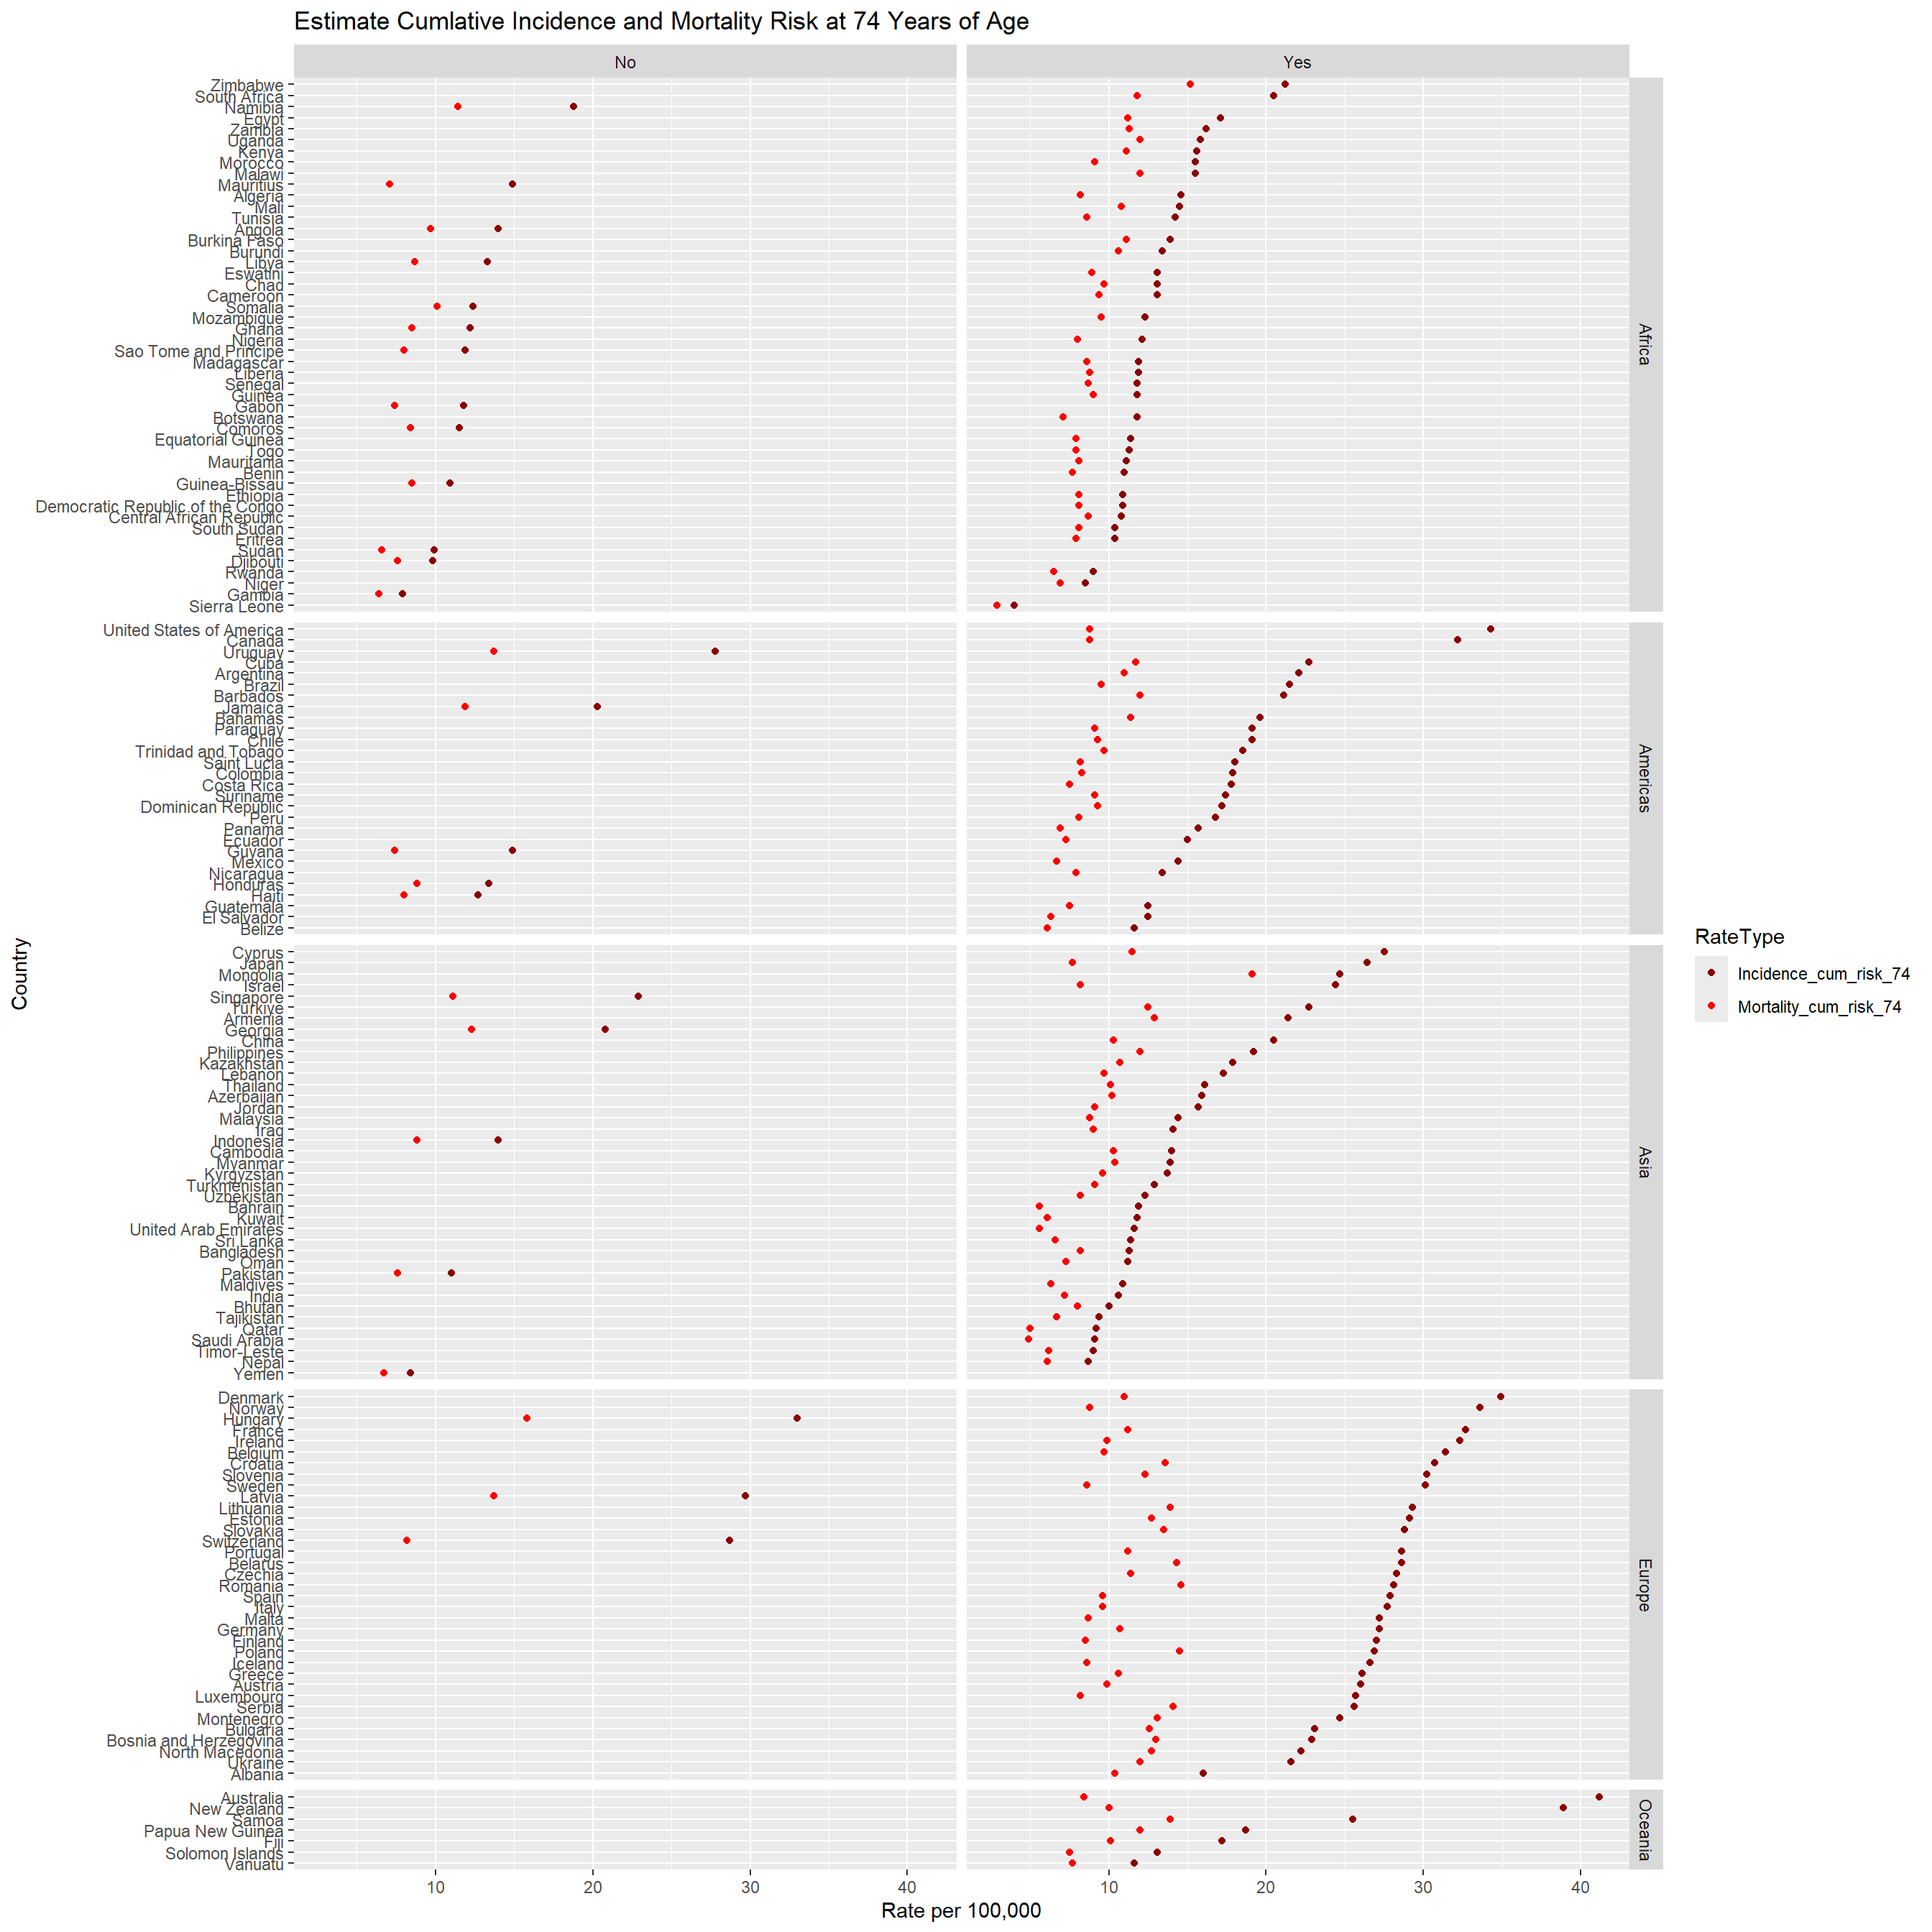 Estimate Cumlative Incidence and Mortality Risk at 74 Years of Age
No
Yes
Zimbabwe
South Africa
Namibia
Egypt
Zambia
Uganda
Kenya
Morocco
Malawi
Mauritius
Algeria
Mali
Tunisia
Angola
Burkina Faso
Burundi
Libya
Eswatini
Chad
Cameroon
Somalia
Mozambique
Ghana
Nigeria
Sao Tome and Principe
Madagascar
Liberia
Senegal
Guinea
Gabon
Botswana
Comoros
Equatorial Guinea
Togo
Mauritania
Benin
Guinea-Bissau
Ethiopia
Democratic Republic of the Congo
Central African Republic
South Sudan
Eritrea
Sudan
Djibouti
Rwanda
Niger
Gambia
Sierra Leone
Africa
United States of America
Canada
Uruguay
Cuba
Argentina
Brazil
Barbados
Jamaica
Bahamas
Paraguay
Chile
Trinidad and Tobago
Saint Lucia
Colombia
Costa Rica
Suriname
Dominican Republic
Peru
Panama
Ecuador
Guyana
Mexico
Nicaragua
Honduras
Haiti
Guatemala
El Salvador
Belize
Americas
Cyprus
Japan
Mongolia
Israel
Singapore
Türkiye
Armenia
Georgia
China
Philippines
Kazakhstan
Lebanon
Thailand
Azerbaijan
Jordan
Malaysia
Iraq
Indonesia
Cambodia
Myanmar
Kyrgyzstan
Turkmenistan
Uzbekistan
Bahrain
Kuwait
United Arab Emirates
Sri Lanka
Bangladesh
Oman
Pakistan
Maldives
India
Bhutan
Tajikistan
Qatar
Saudi Arabia
Timor-Leste
Nepal
Yemen
Asia
Denmark
Norway
Hungary
France
Ireland
Belgium
Croatia
Slovenia
Sweden
Latvia
Lithuania
Estonia
Slovakia
Switzerland
Portugal
Belarus
Czechia
Romania
Spain
Italy
Malta
Germany
Finland
Poland
Iceland
Greece
Austria
Luxembourg
Serbia
Montenegro
Bulgaria
Bosnia and Herzegovina
North Macedonia
Ukraine
Albania
Europe
Australia
New Zealand
Samoa
Papua New Guinea
Fiji
Solomon Islands
Vanuatu
Oceania
10 20 30 40
10 20 30 40
Rate per 100,000
Country
RateType
Incidence_cum_risk_74
Mortality_cum_risk_74